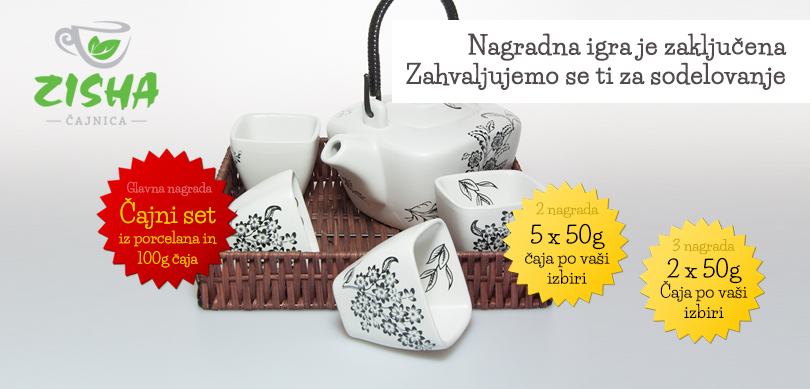 ZISHA
ČAJNICA
Nagradna igra je zaključena
Zahvaljujemo se ti za sodelovanje
Glavna nagrada
Čajni set
iz porcelana in
100g čaja
2 nagrada
5 x 50g
čaja po vaši
izbiri
3 nagrada
2 x 50g
Čaja po vaši
izbiri